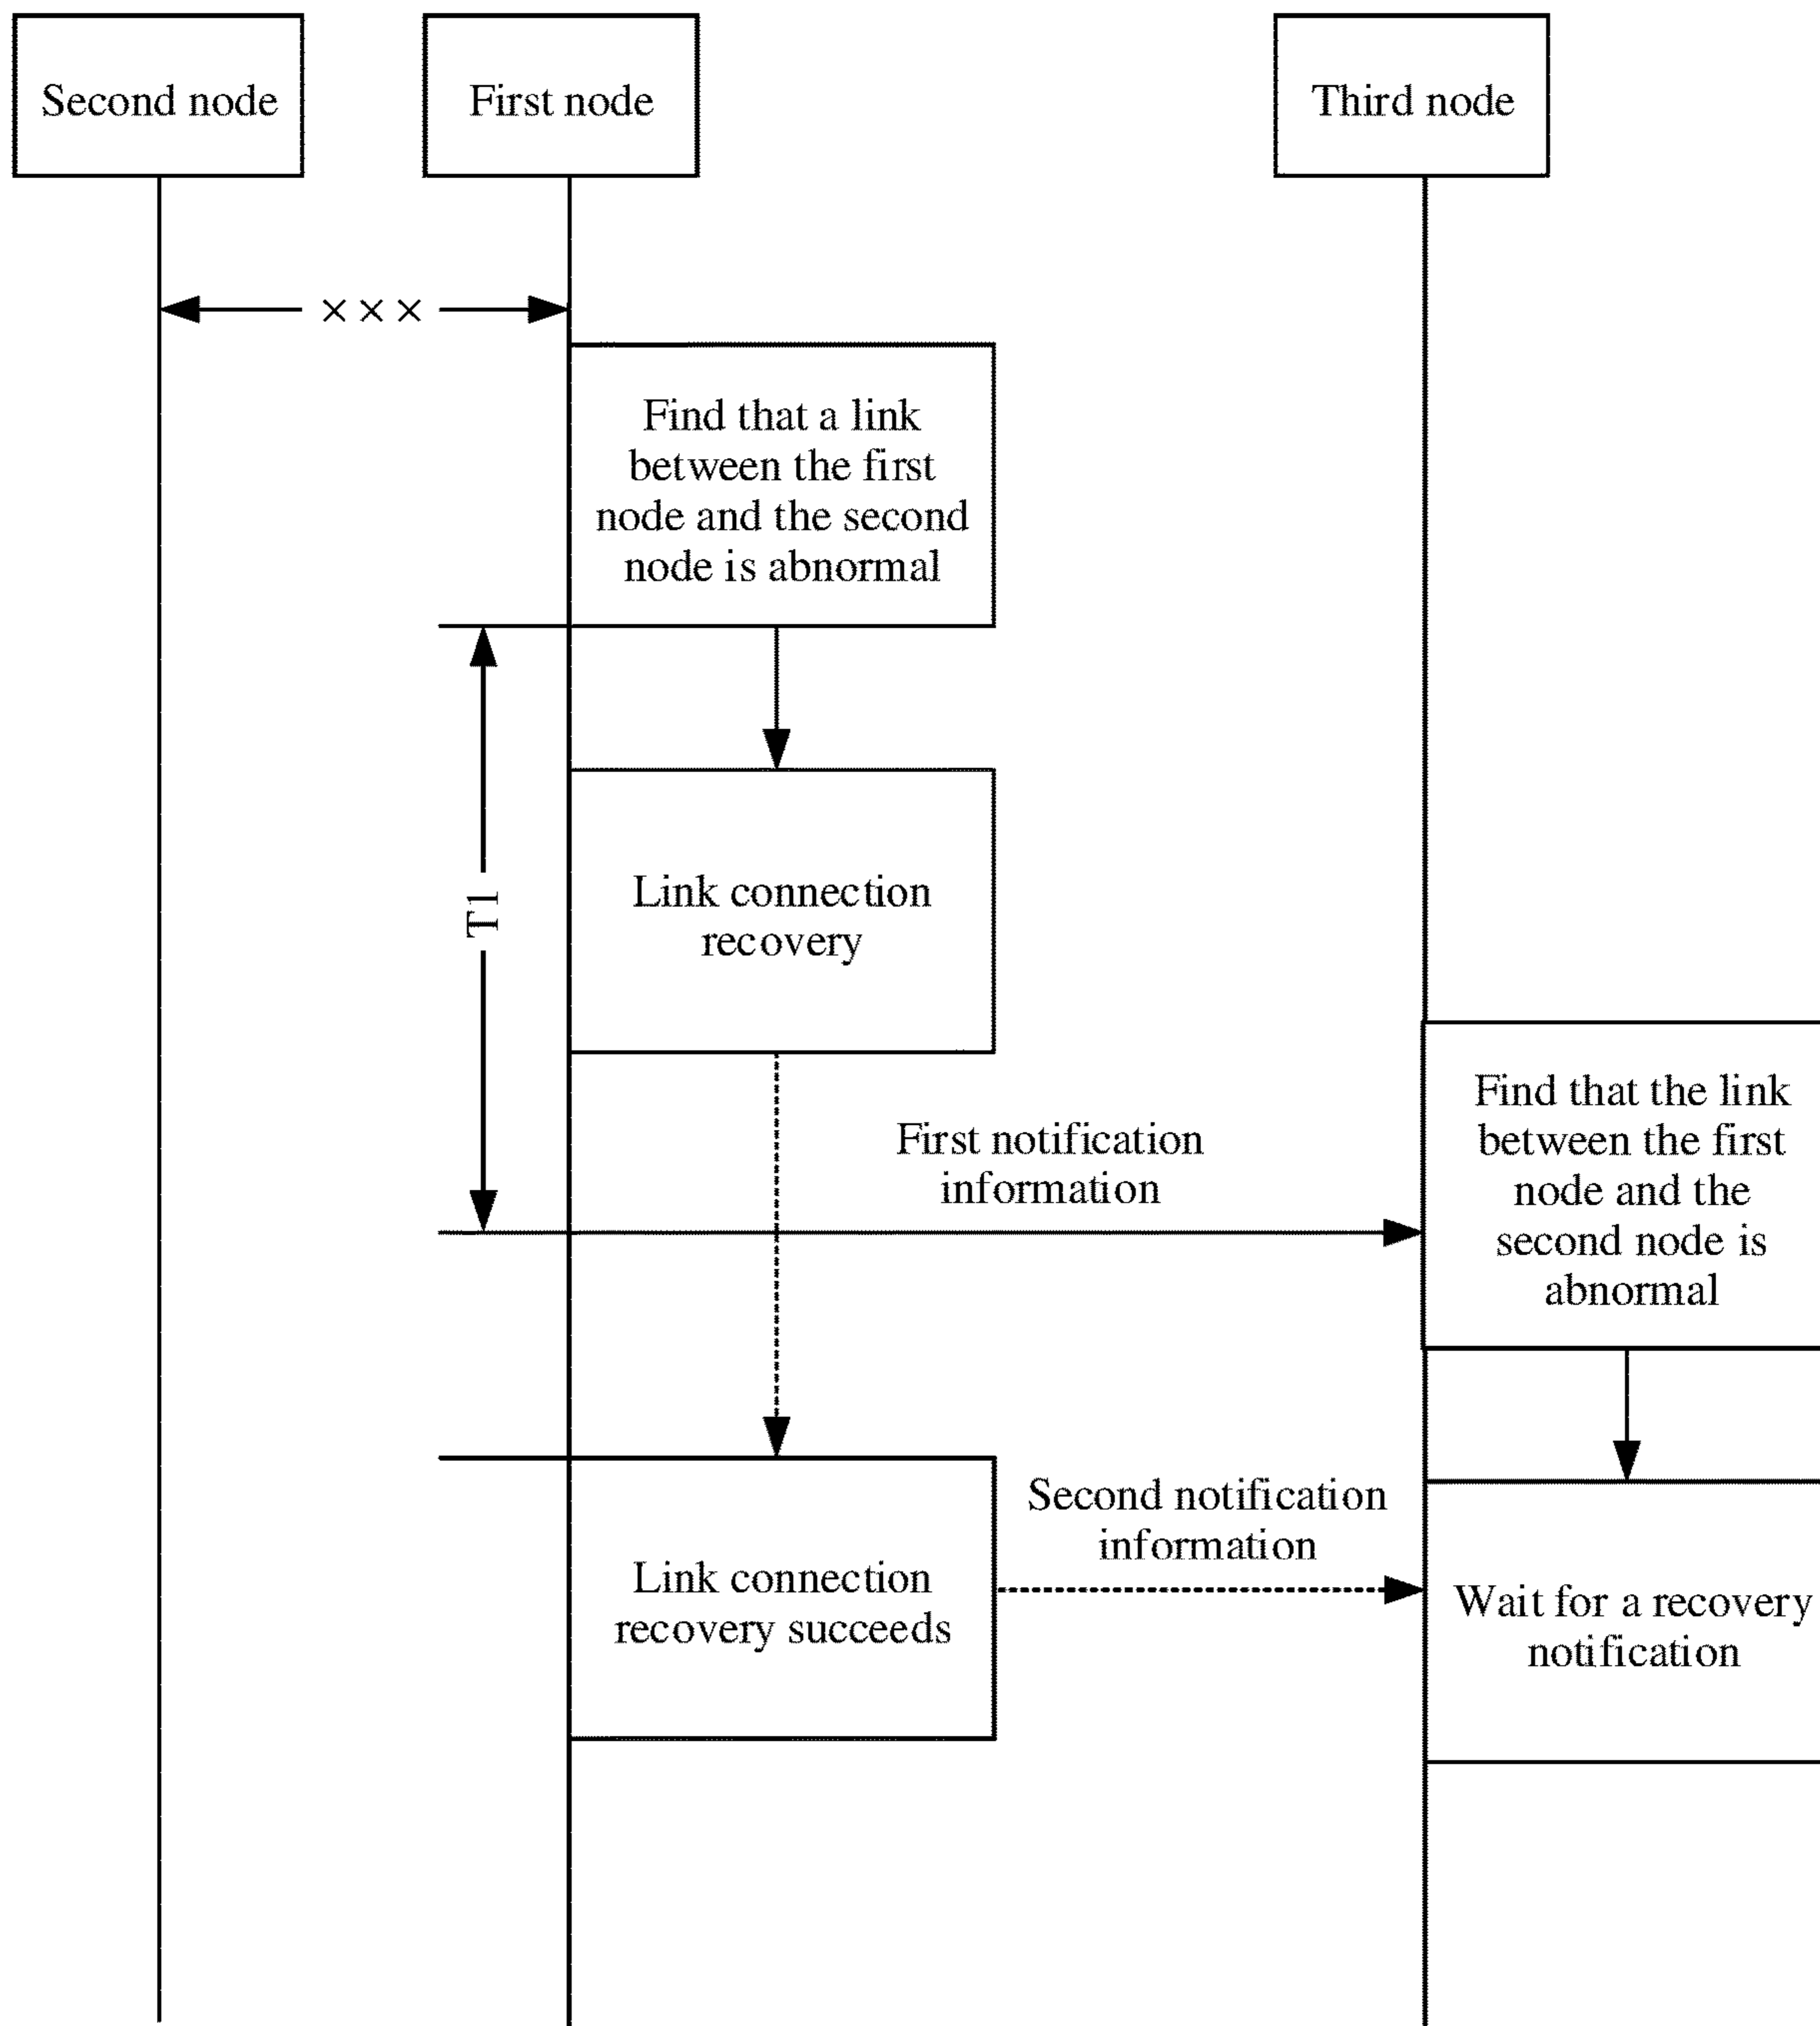 Second node
First node
Third node
×××
Find that a link
between the first
node and the second
node is abnormal
T1
Link connection
recovery
First notification
information
Find that the link
between the first
node and the
second node is
abnormal
Second notification
information
Link connection
recovery succeeds
Wait for a recovery
notification